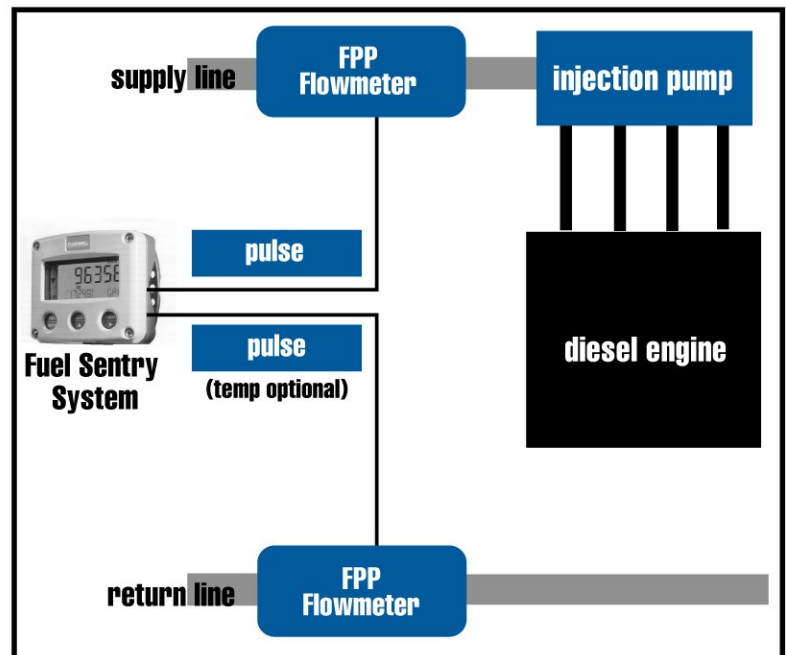 FPP
Flowmeter
supply line
injection pump
pulse
96358
pulse
(temp optional)
Fuel Sentry
System
diesel engine
FPP
Flowmeter
return line